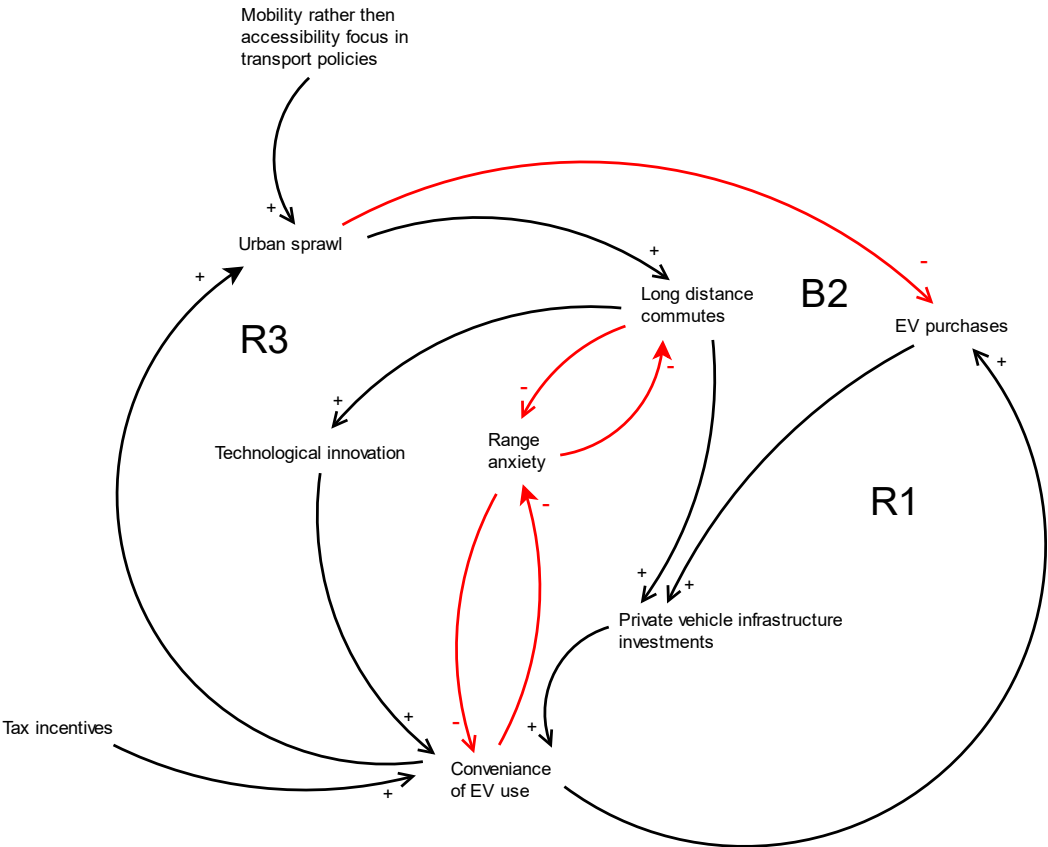 Mobility rather then
accessibility focus in
transport policies
+
Urban sprawl
+
+
-
Long distance
commutes
B2
EV purchases
R3
+
-
-
+
Technological innovation
Range
anxiety
-
R1
+
+
Private vehicle infrastructure
investments
+
-
+
Tax incentives
Conveniance
of EV use
+